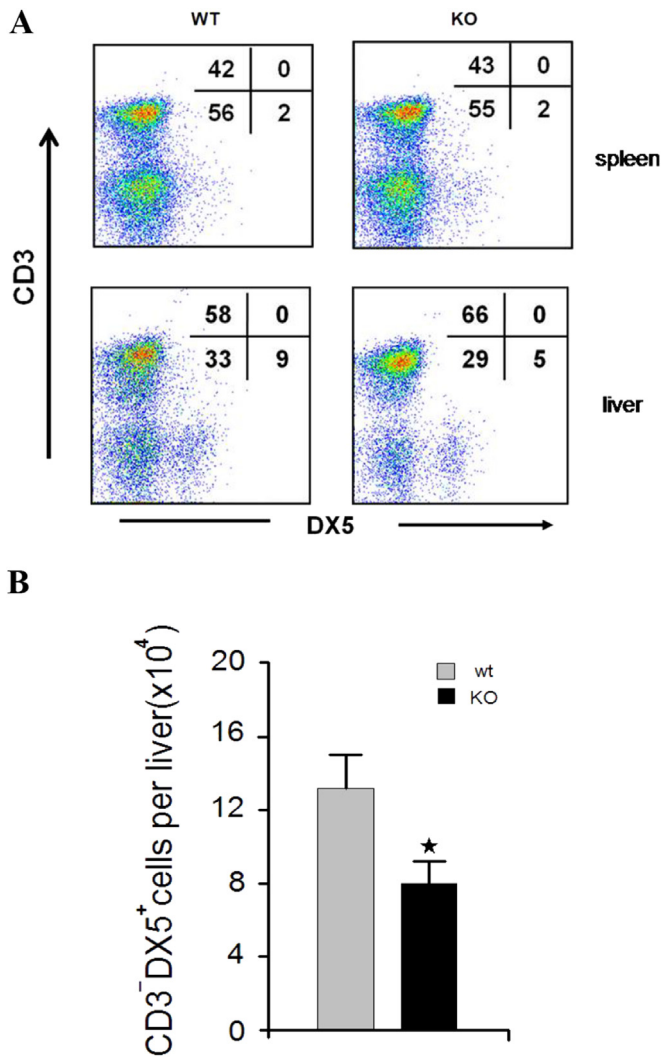 A
WT
KO
42 0
56 2
43 0
55 2
spleen
CD3
58 0
33 9
66 0
29 5
liver
DX5
B
CD3⁻DX5⁺cells per liver(x10⁴)
20
16
12
8
4
0
wt
KO
★